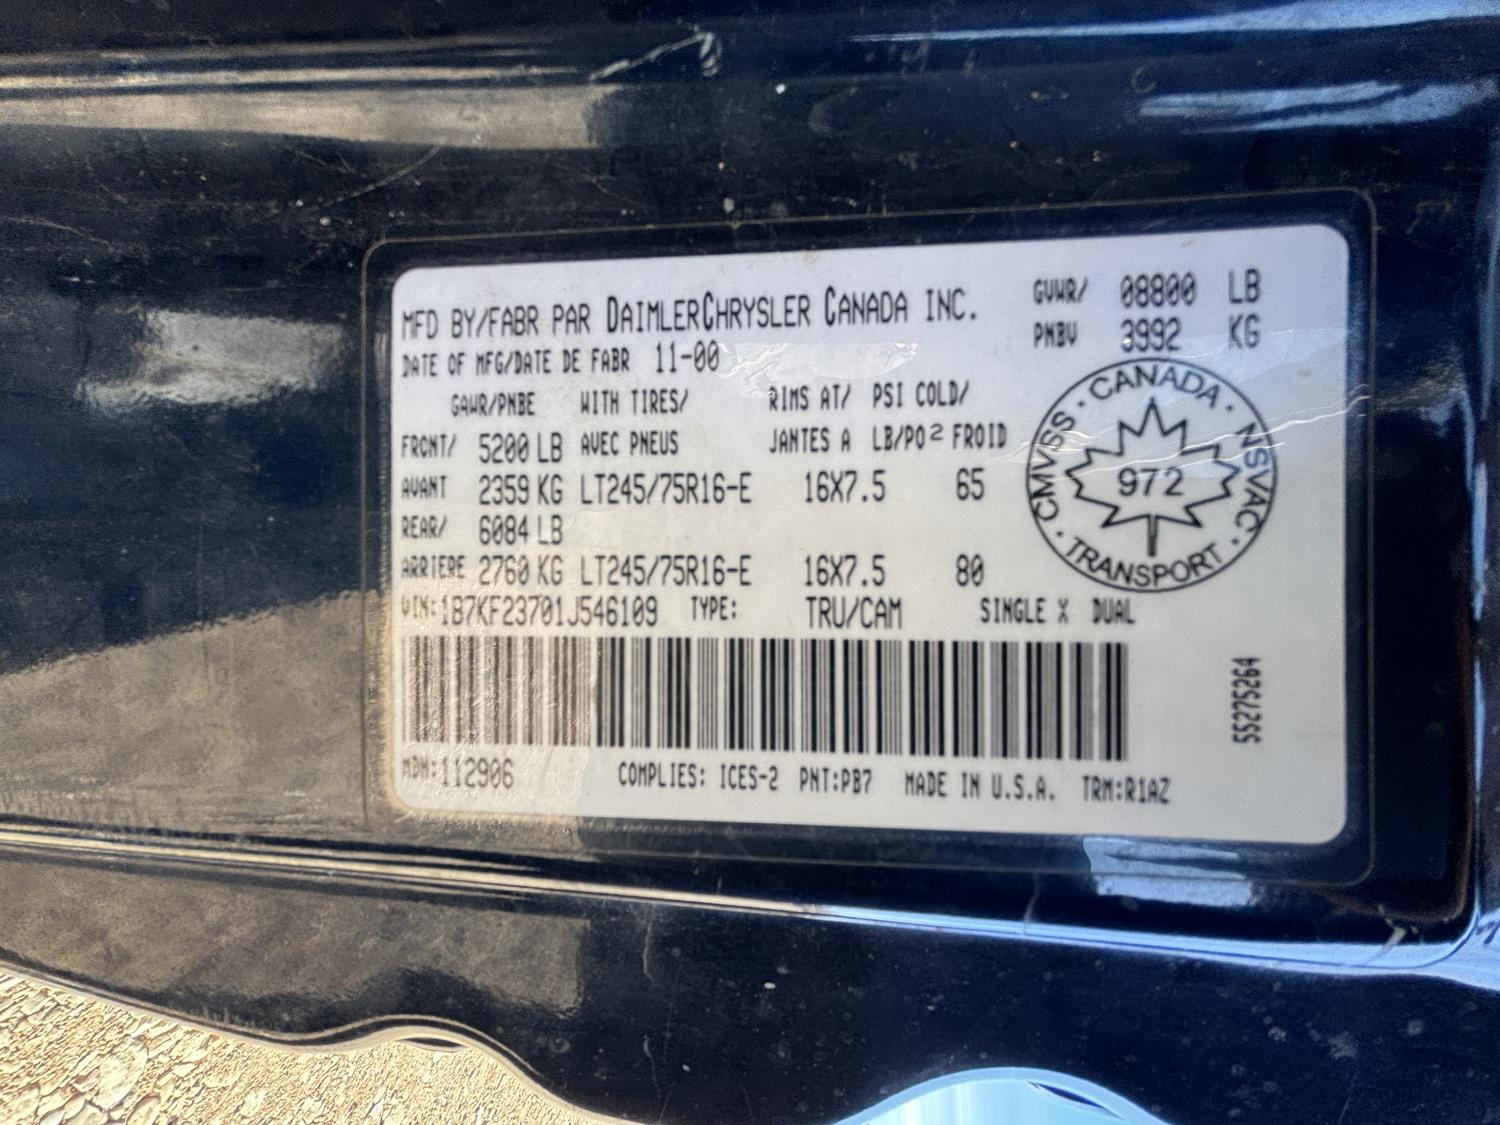 MFD BY/FABR PAR DAIMLERCHRYSLER CANADA INC.
GVWR/ 08800 LB
PNBV 3992 KG
DATE OF MFG/DATE DE FABR 11-00
GAWR/PNBE WITH TIRES/ RIMS AT/ PSI COLD/
FRONT/ 5200 LB AVEC PNEUS JANTES A LB/PO² FROID
AVANT 2359 KG LT245/75R16-E 16X7.5 65
REAR/ 6084 LB
ARRIERE 2760 KG LT245/75R16-E 16X7.5 80
CANADA · NSVAC · TRANSPORT · CMVSS ·
972
VIN: 1B7KF23701J546109 TYPE: TRU/CAM SINGLE X DUAL
55275264
MDH: 112906 COMPLIES: ICES-2 PNT:PB7 MADE IN U.S.A. TRM:R1AZ